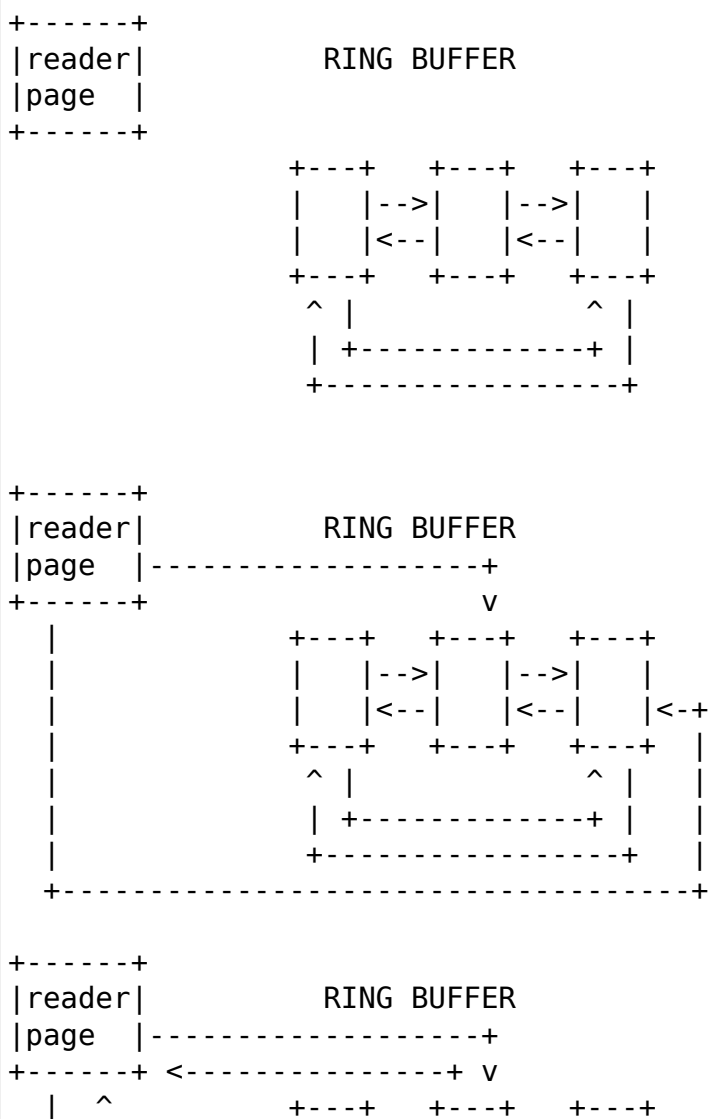 +------+
|reader|          RING BUFFER
|page  |
+------+
                +---+   +---+   +---+
                |   |-->|   |-->|   |
                |   |<--|   |<--|   |
                +---+   +---+   +---+
                 ^ |             ^ |
                 | +-------------+ |
                 +-----------------+

+------+
|reader|          RING BUFFER
|page  |-------------------+
+------+                   v
  |             +---+   +---+   +---+
  |             |   |-->|   |-->|   |
  |             |   |<--|   |<--|   |<-+
  |             +---+   +---+   +---+  |
  |              ^ |             ^ |   |
  |              | +-------------+ |   |
  |              +-----------------+   |
  +------------------------------------+

+------+
|reader|          RING BUFFER
|page  |-------------------+
+------+ <---------------+ v
  |  ^          +---+   +---+   +---+